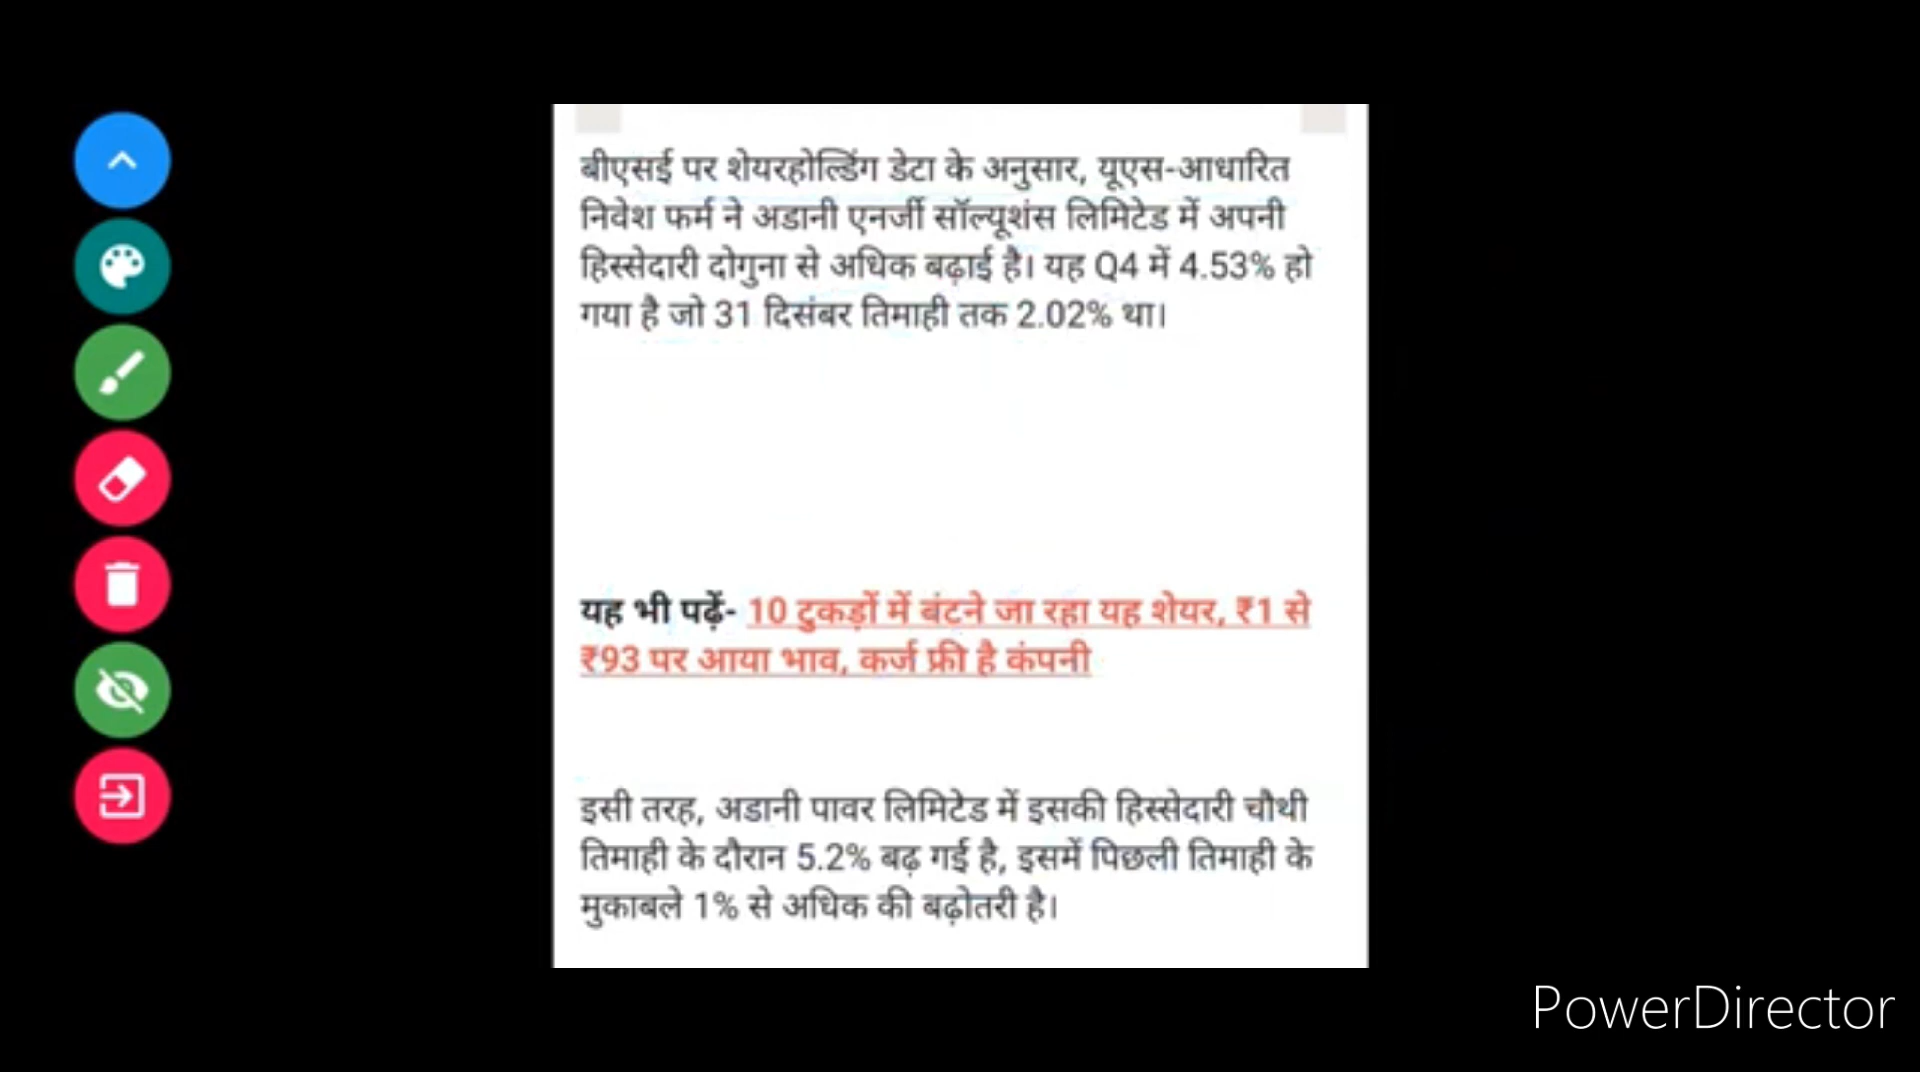 बीएसई पर शेयरहोल्डिंग डेटा के अनुसार, यूएस-आधारित
निवेश फर्म ने अडानी एनर्जी सॉल्यूशंस लिमिटेड में अपनी
हिस्सेदारी दोगुना से अधिक बढ़ाई है। यह Q4 में 4.53% हो
गया है जो 31 दिसंबर तिमाही तक 2.02% था।
यह भी पढ़ें- 10 टुकड़ों में बंटने जा रहा यह शेयर, ₹1 से
₹93 पर आया भाव, कर्ज फ्री है कंपनी
इसी तरह, अडानी पावर लिमिटेड में इसकी हिस्सेदारी चौथी
तिमाही के दौरान 5.2% बढ़ गई है, इसमें पिछली तिमाही के
मुकाबले 1% से अधिक की बढ़ोतरी है।
PowerDirector